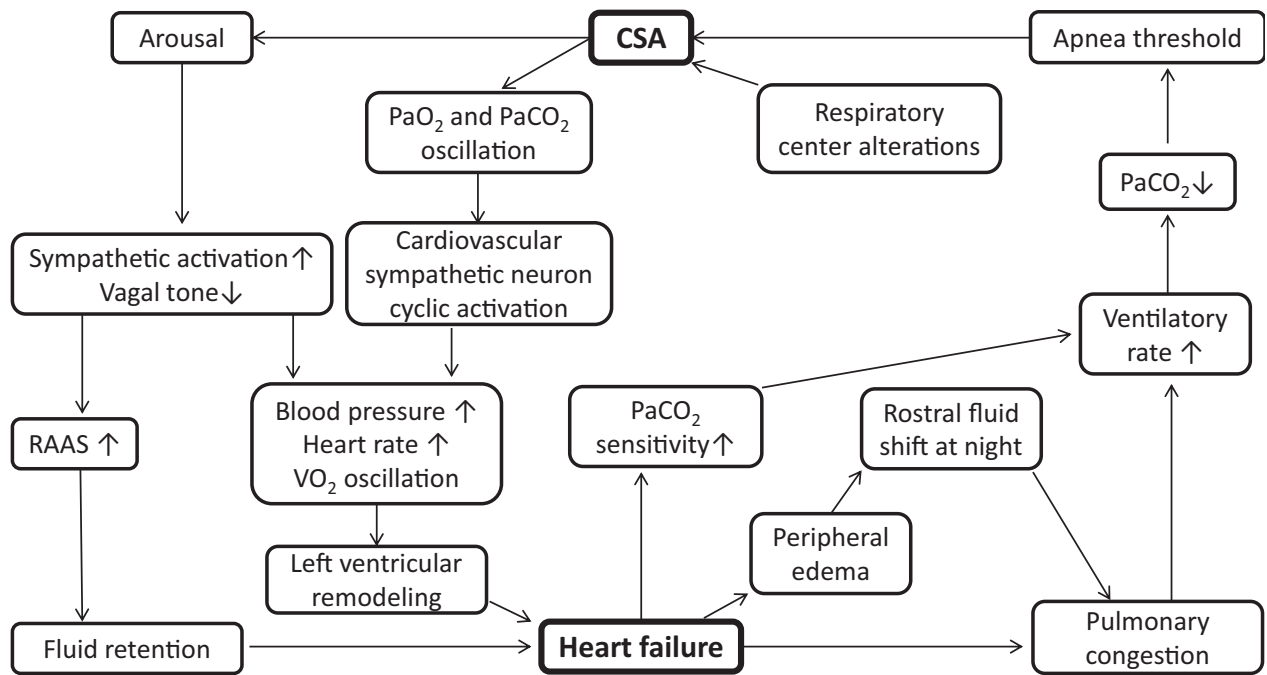 Arousal
CSA
Apnea threshold
PaO₂ and PaCO₂
oscillation
Respiratory
center alterations
PaCO₂↓
Sympathetic activation↑
Vagal tone↓
Cardiovascular
sympathetic neuron
cyclic activation
Ventilatory
rate ↑
RAAS ↑
Blood pressure ↑
Heart rate ↑
VO₂ oscillation
PaCO₂
sensitivity↑
Rostral fluid
shift at night
Left ventricular
remodeling
Peripheral
edema
Fluid retention
Heart failure
Pulmonary
congestion